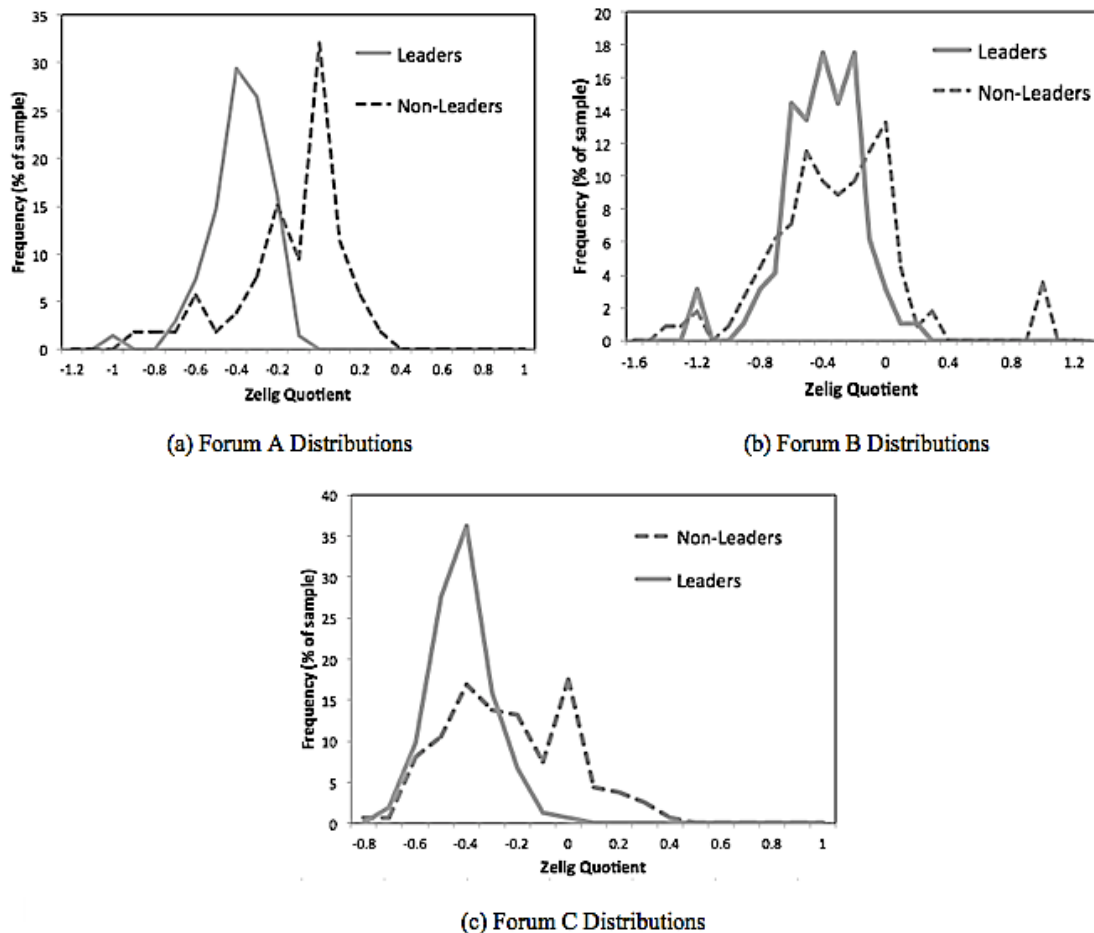 35
30
25
20
15
10
5
0
Frequency (% of sample)
Leaders
Non-Leaders
-1.2 -1 -0.8 -0.6 -0.4 -0.2 0 0.2 0.4 0.6 0.8 1
Zelig Quotient
(a) Forum A Distributions
20
18
16
14
12
10
8
6
4
2
0
Frequency (% of sample)
Leaders
Non-Leaders
-1.6 -1.2 -0.8 -0.4 0 0.4 0.8 1.2
Zelig Quotient
(b) Forum B Distributions
40
35
30
25
20
15
10
5
0
Frequency (% of sample)
Non-Leaders
Leaders
-0.8 -0.6 -0.4 -0.2 0 0.2 0.4 0.6 0.8 1
Zelig Quotient
(c) Forum C Distributions